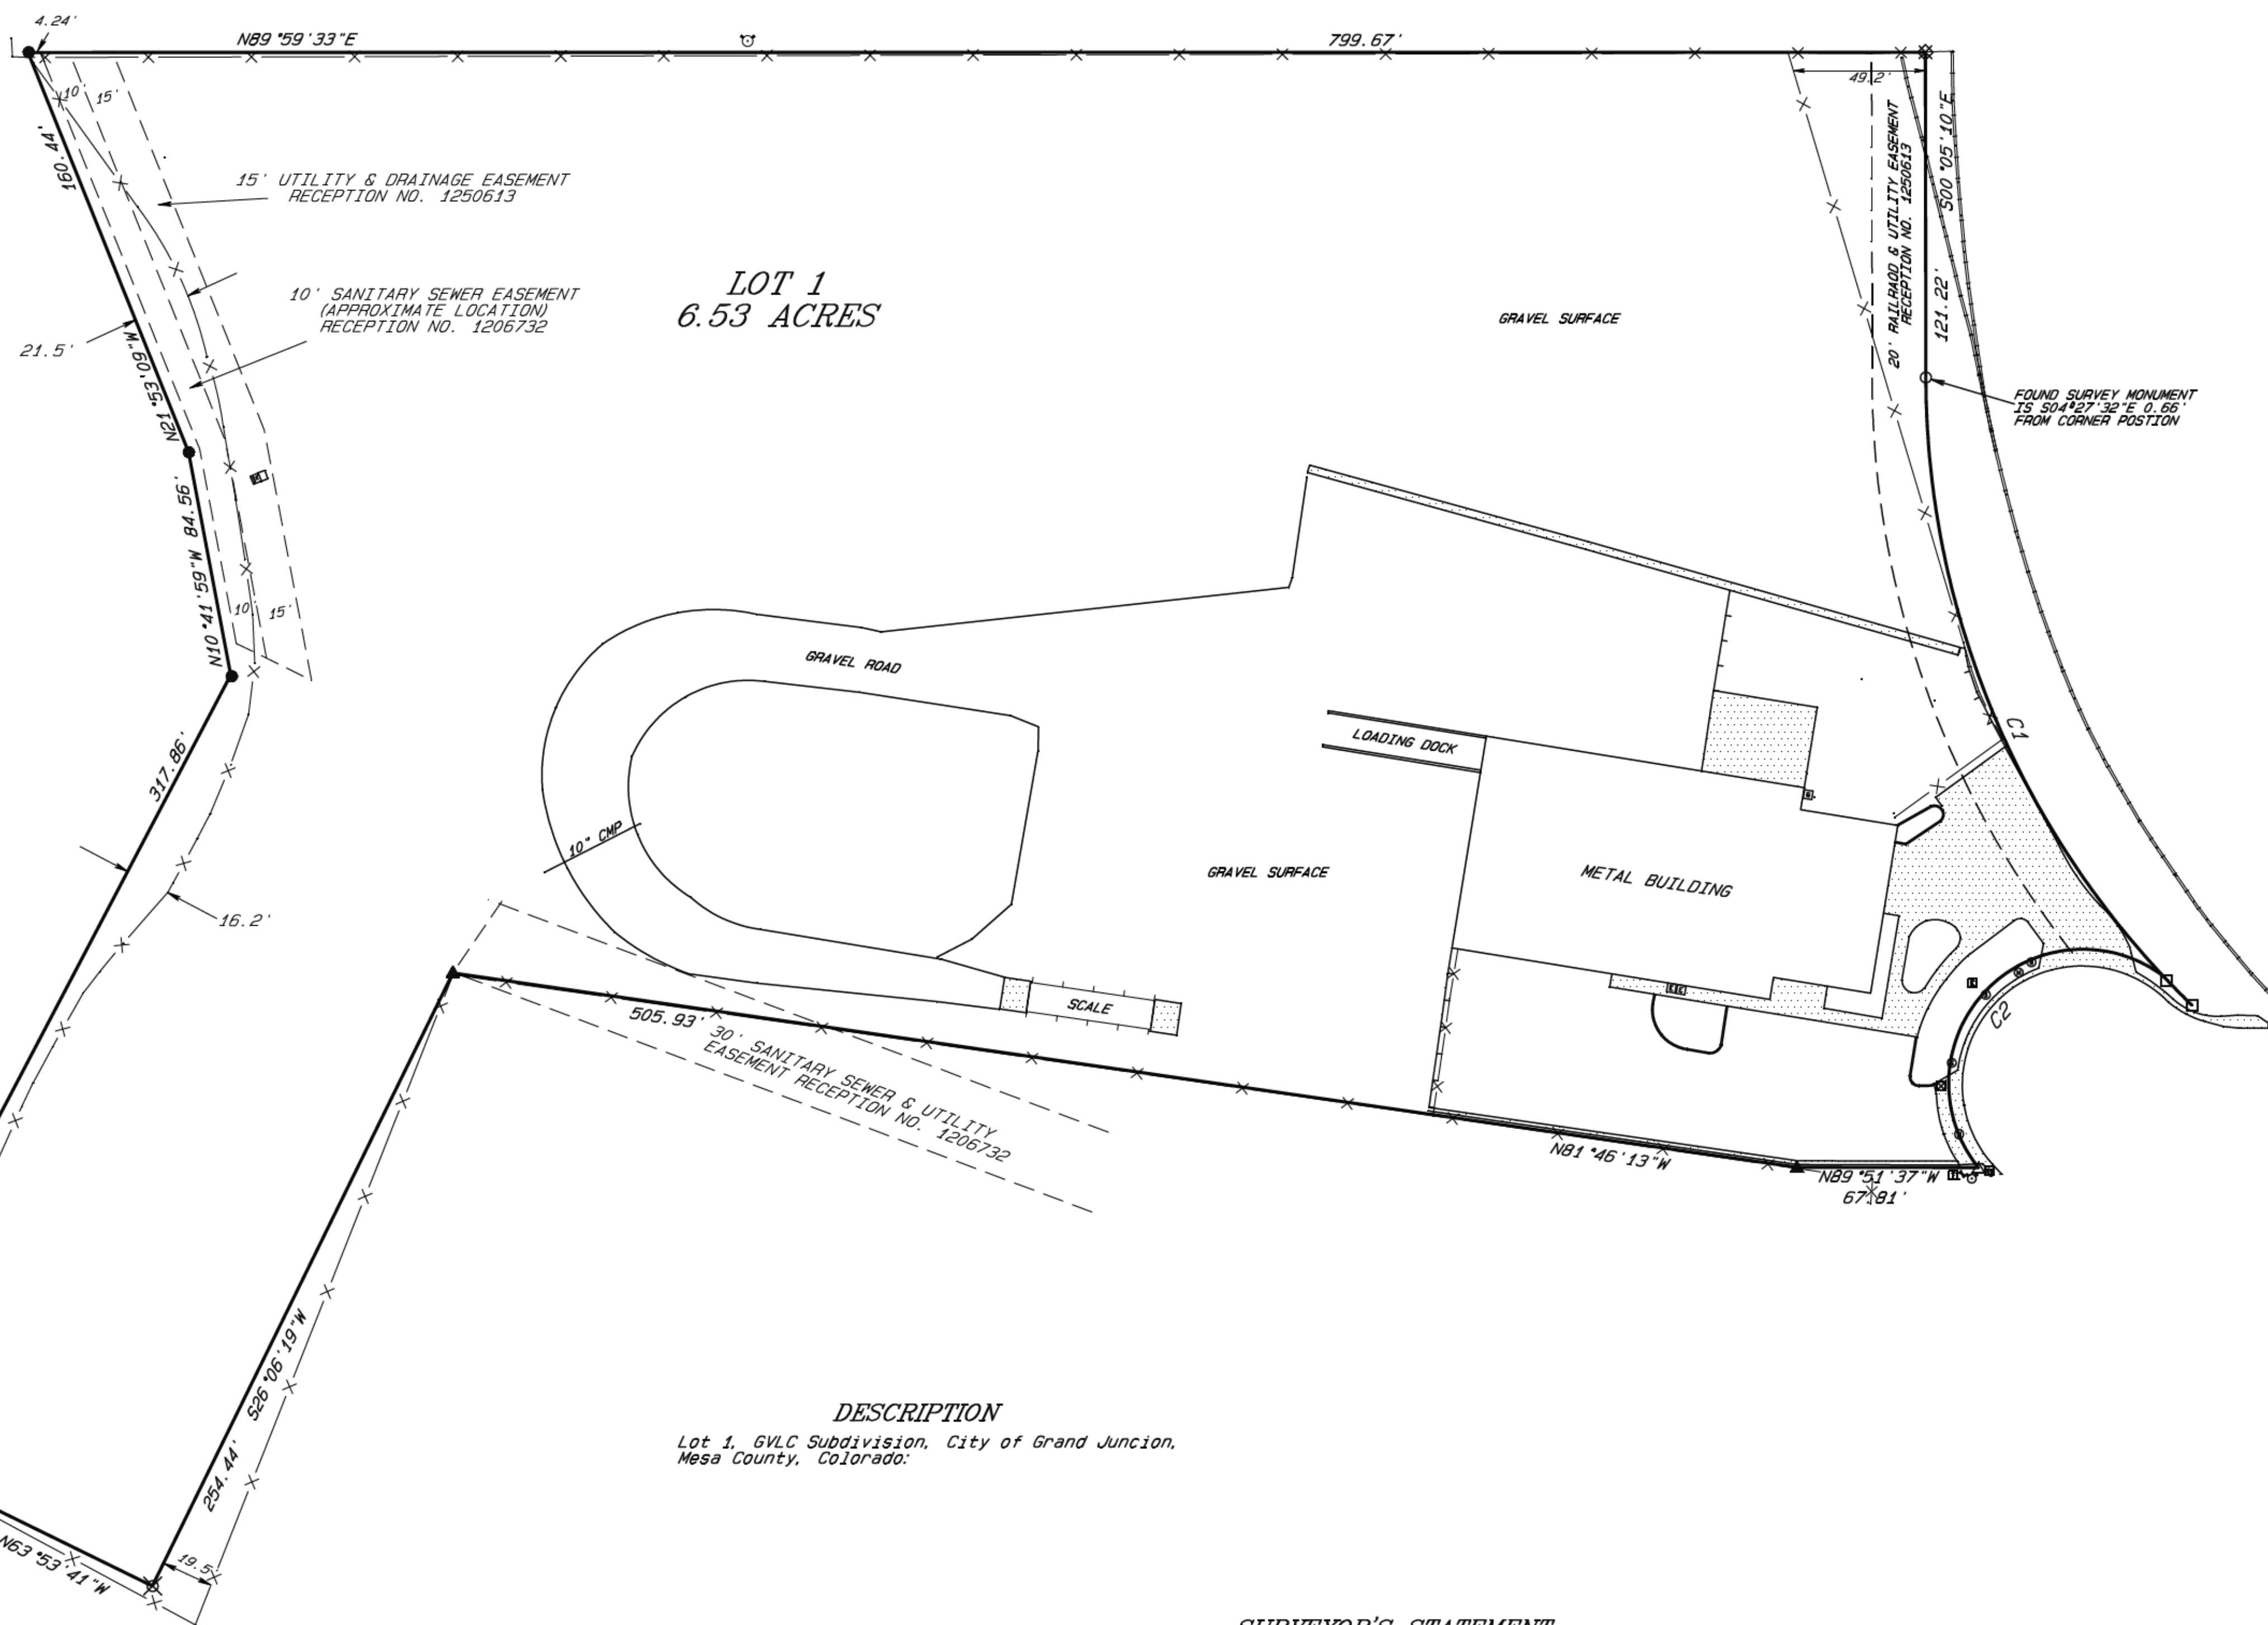 4.24'
N89°59'33"E
799.67'
49.2'
10'
15'
160.44'
15' UTILITY & DRAINAGE EASEMENT
RECEPTION NO. 1250613
20' RAILRAOD & UTILITY EASEMENT
RECEPTION NO. 1250613
S00°05'10"E
121.22'
LOT 1
6.53 ACRES
10' SANITARY SEWER EASEMENT
(APPROXIMATE LOCATION)
RECEPTION NO. 1206732
GRAVEL SURFACE
21.5'
N21°53'09"W
FOUND SURVEY MONUMENT
IS S04°27'32"E 0.66'
FROM CORNER POSTION
N10°41'59"W 84.56'
10'
15'
GRAVEL ROAD
317.86'
LOADING DOCK
C1
10" CMP
GRAVEL SURFACE
METAL BUILDING
16.2'
SCALE
505.93'
C2
30' SANITARY SEWER & UTILITY
EASEMENT RECEPTION NO. 1206732
N81°46'13"W
N89°51'37"W
67.81'
S26°06'19"W
254.44'
DESCRIPTION
Lot 1, GVLC Subdivision, City of Grand Juncion,
Mesa County, Colorado:
N63°53'41"W
19.5'
SURVEYOR'S STATEMENT